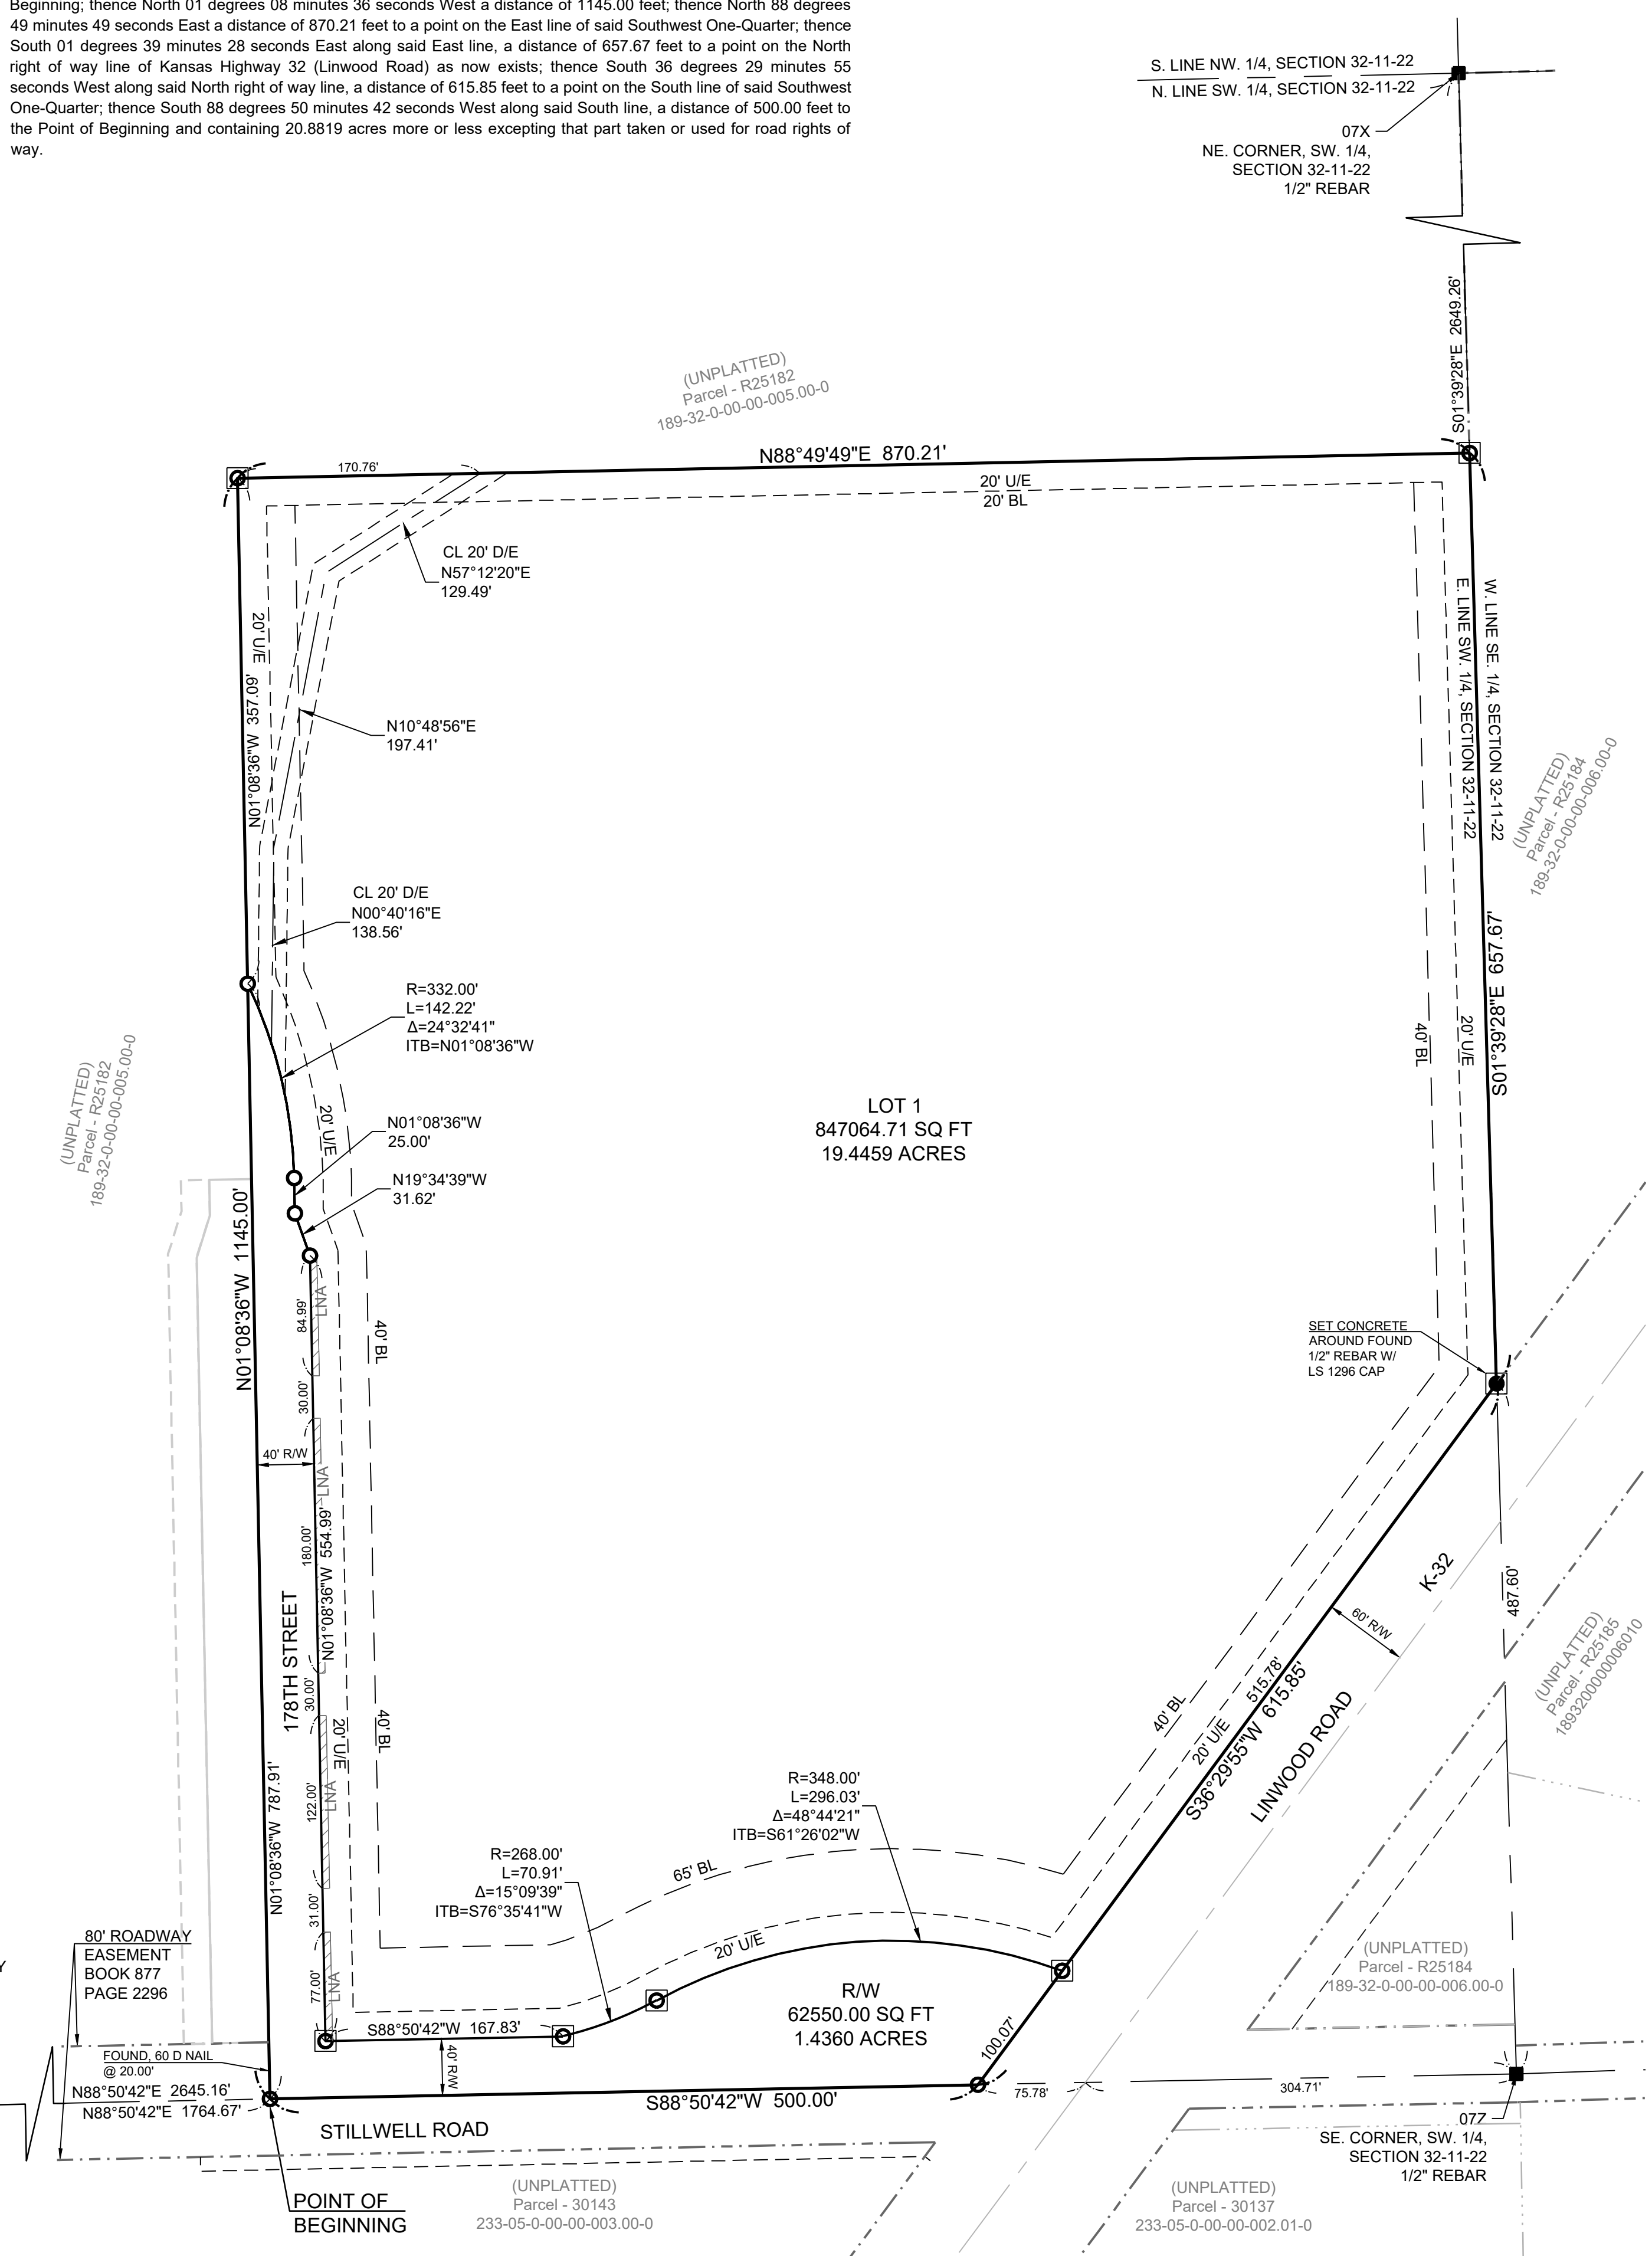 Beginning; thence North 01 degrees 08 minutes 36 seconds West a distance of 1145.00 feet; thence North 88 degrees
49 minutes 49 seconds East a distance of 870.21 feet to a point on the East line of said Southwest One-Quarter; thence
South 01 degrees 39 minutes 28 seconds East along said East line, a distance of 657.67 feet to a point on the North
right of way line of Kansas Highway 32 (Linwood Road) as now exists; thence South 36 degrees 29 minutes 55
seconds West along said North right of way line, a distance of 615.85 feet to a point on the South line of said Southwest
One-Quarter; thence South 88 degrees 50 minutes 42 seconds West along said South line, a distance of 500.00 feet to
the Point of Beginning and containing 20.8819 acres more or less excepting that part taken or used for road rights of
way.
S. LINE NW. 1/4, SECTION 32-11-22
N. LINE SW. 1/4, SECTION 32-11-22
07X
NE. CORNER, SW. 1/4,
SECTION 32-11-22
1/2" REBAR
S01°39'28"E 2649.26'
(UNPLATTED)
Parcel - R25182
189-32-0-00-00-005.00-0
N88°49'49"E 870.21'
170.76'
20' U/E
20' BL
CL 20' D/E
N57°12'20"E
129.49'
20' U/E
N01°08'36"W 357.09'
N10°48'56"E
197.41'
W. LINE SE. 1/4, SECTION 32-11-22
E. LINE SW. 1/4, SECTION 32-11-22
(UNPLATTED)
Parcel - R25184
189-32-0-00-00-006.00-0
CL 20' D/E
N00°40'16"E
138.56'
S01°39'28"E 657.67'
R=332.00'
L=142.22'
Δ=24°32'41"
ITB=N01°08'36"W
40' BL
20' U/E
(UNPLATTED)
Parcel - R25182
189-32-0-00-00-005.00-0
20' U/E
N01°08'36"W
25.00'
N19°34'39"W
31.62'
LOT 1
847064.71 SQ FT
19.4459 ACRES
N01°08'36"W 1145.00'
84.99'
LNA
40' BL
SET CONCRETE
AROUND FOUND
1/2" REBAR W/
LS 1296 CAP
30.00'
40' R/W
LNA
180.00'
N01°08'36"W 554.99'
K-32
487.60'
60' R/W
178TH STREET
30.00'
20' U/E
40' BL
40' BL
20' U/E
515.78'
S36°29'55"W 615.85'
LINWOOD ROAD
(UNPLATTED)
Parcel - R25185
1893200000006010
N01°08'36"W 787.91'
122.00'
LNA
R=348.00'
L=296.03'
Δ=48°44'21"
ITB=S61°26'02"W
R=268.00'
L=70.91'
Δ=15°09'39"
ITB=S76°35'41"W
65' BL
31.00'
20' U/E
80' ROADWAY
EASEMENT
BOOK 877
PAGE 2296
77.00'
LNA
(UNPLATTED)
Parcel - R25184
189-32-0-00-00-006.00-0
R/W
62550.00 SQ FT
1.4360 ACRES
S88°50'42"W 167.83'
40' R/W
100.07'
FOUND, 60 D NAIL
@ 20.00'
N88°50'42"E 2645.16'
N88°50'42"E 1764.67'
S88°50'42"W 500.00'
75.78'
304.71'
STILLWELL ROAD
07Z
SE. CORNER, SW. 1/4,
SECTION 32-11-22
1/2" REBAR
POINT OF
BEGINNING
(UNPLATTED)
Parcel - 30143
233-05-0-00-00-003.00-0
(UNPLATTED)
Parcel - 30137
233-05-0-00-00-002.01-0